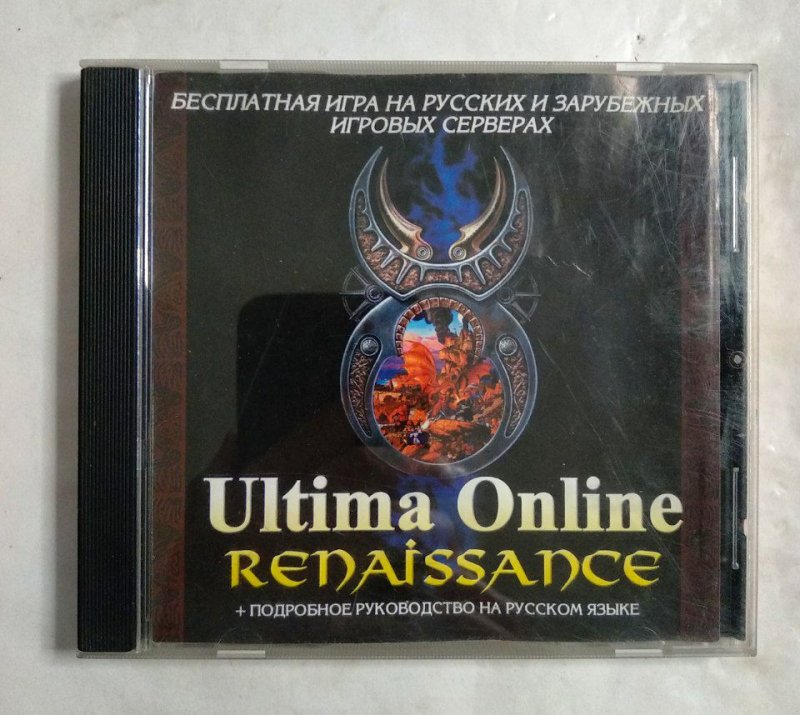 БЕСПЛАТНАЯ ИГРА НА РУССКИХ И ЗАРУБЕЖНЫХ
ИГРОВЫХ СЕРВЕРАХ
Ultima Online
RENAISSANCE
+ ПОДРОБНОЕ РУКОВОДСТВО НА РУССКОМ ЯЗЫКЕ